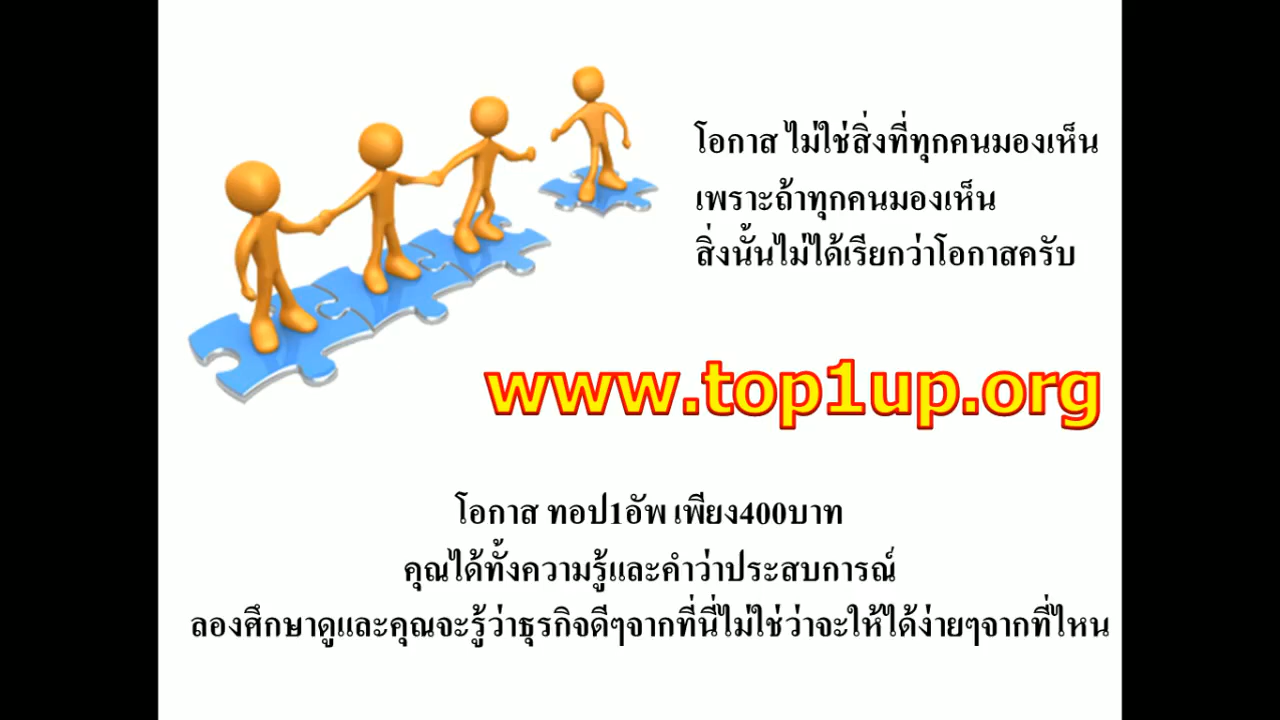 โอกาส ไม่ใช่สิ่งที่ทุกคนมองเห็น
เพราะถ้าทุกคนมองเห็น
สิ่งนั้นไม่ได้เรียกว่าโอกาสครับ
www.top1up.org
โอกาส ทอป1อัพ เพียง400บาท
คุณได้ทั้งความรู้และคำว่าประสบการณ์
ลองศึกษาดูและคุณจะรู้ว่าธุรกิจดีๆจากที่นี่ไม่ใช่ว่าจะให้ได้ง่ายๆจากที่ไหน